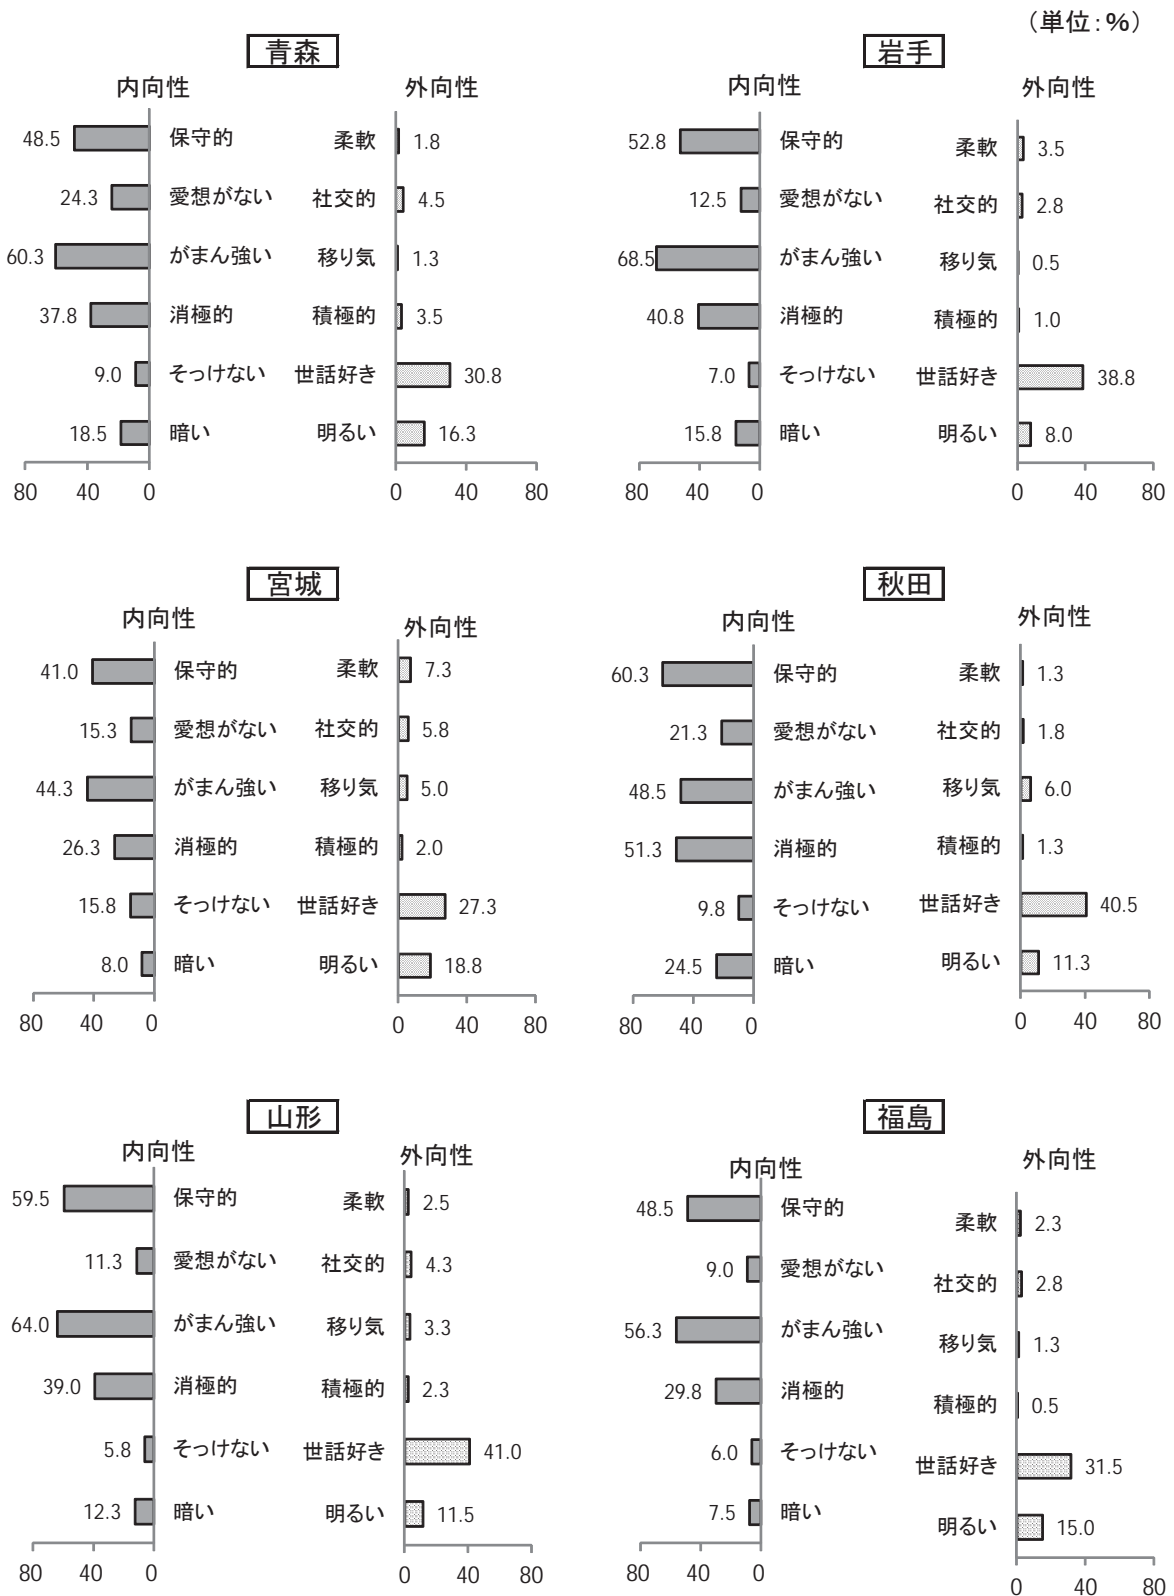 （単位：%）
青森
内向性 外向性
48.5 保守的 柔軟 1.8
24.3 愛想がない 社交的 4.5
60.3 がまん強い 移り気 1.3
37.8 消極的 積極的 3.5
9.0 そっけない 世話好き 30.8
18.5 暗い 明るい 16.3
80 40 0 0 40 80
岩手
内向性 外向性
52.8 保守的 柔軟 3.5
12.5 愛想がない 社交的 2.8
68.5 がまん強い 移り気 0.5
40.8 消極的 積極的 1.0
7.0 そっけない 世話好き 38.8
15.8 暗い 明るい 8.0
80 40 0 0 40 80
宮城
内向性 外向性
41.0 保守的 柔軟 7.3
15.3 愛想がない 社交的 5.8
44.3 がまん強い 移り気 5.0
26.3 消極的 積極的 2.0
15.8 そっけない 世話好き 27.3
8.0 暗い 明るい 18.8
80 40 0 0 40 80
秋田
内向性 外向性
60.3 保守的 柔軟 1.3
21.3 愛想がない 社交的 1.8
48.5 がまん強い 移り気 6.0
51.3 消極的 積極的 1.3
9.8 そっけない 世話好き 40.5
24.5 暗い 明るい 11.3
80 40 0 0 40 80
山形
内向性 外向性
59.5 保守的 柔軟 2.5
11.3 愛想がない 社交的 4.3
64.0 がまん強い 移り気 3.3
39.0 消極的 積極的 2.3
5.8 そっけない 世話好き 41.0
12.3 暗い 明るい 11.5
80 40 0 0 40 80
福島
内向性 外向性
48.5 保守的 柔軟 2.3
9.0 愛想がない 社交的 2.8
56.3 がまん強い 移り気 1.3
29.8 消極的 積極的 0.5
6.0 そっけない 世話好き 31.5
7.5 暗い 明るい 15.0
80 40 0 0 40 80